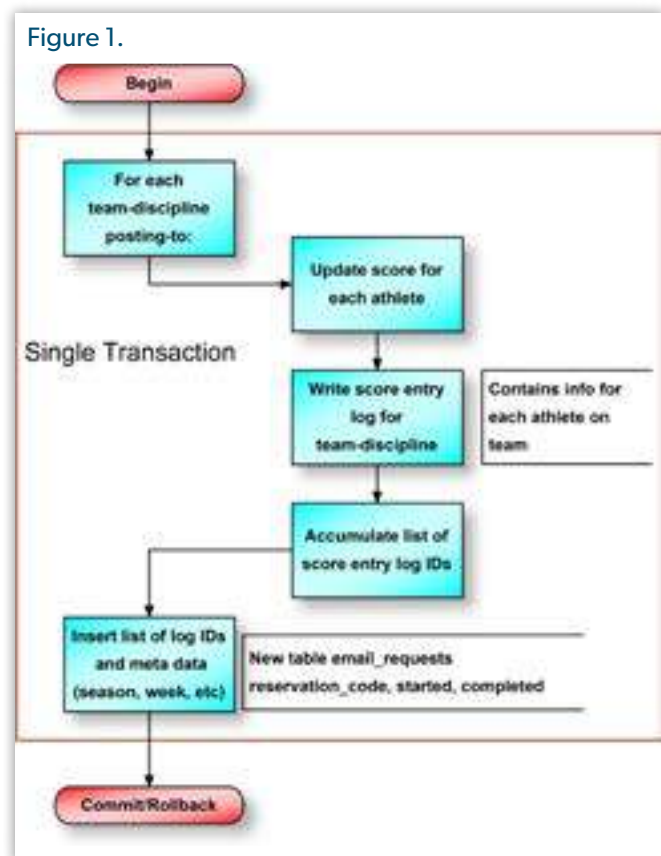 Figure 1.
Begin
For each
team-discipline
posting-to:
Update score for
each athlete
Single Transaction
Write score entry
log for
team-discipline
Contains info for
each athlete on
team
Accumulate list of
score entry log IDs
Insert list of log IDs
and meta data
(season, week, etc)
New table email_requests
reservation_code, started, completed
Commit/Rollback